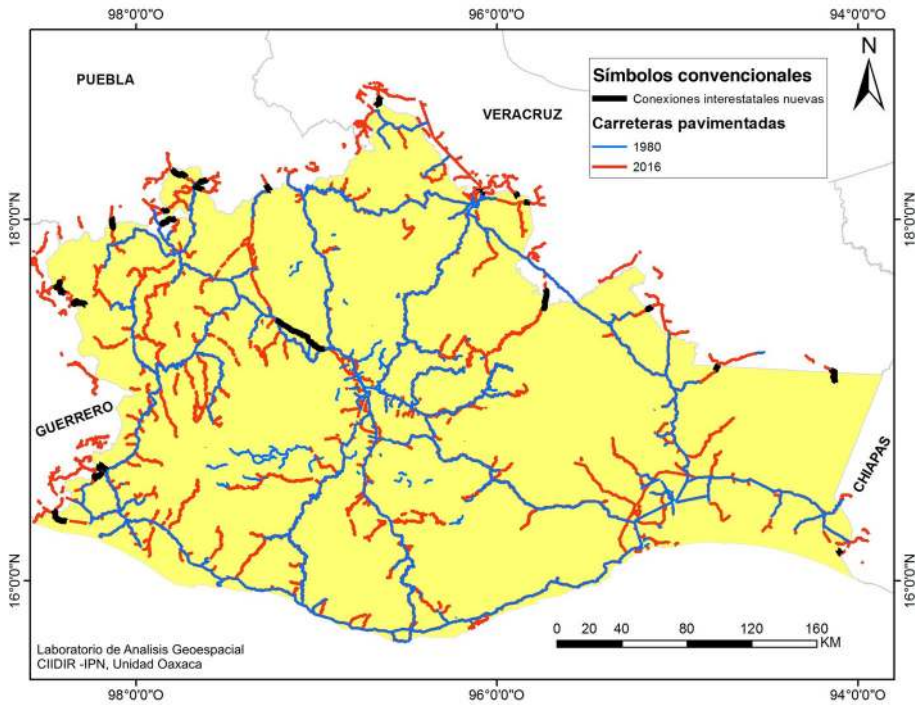 98°0'0"O
96°0'0"O
94°0'0"O
N
PUEBLA
VERACRUZ
Símbolos convencionales
Conexiones interestatales nuevas
Carreteras pavimentadas
1980
2016
18°0'0"N
18°0'0"N
GUERRERO
CHIAPAS
16°0'0"N
16°0'0"N
Laboratorio de Analisis Geoespacial
CIIDIR -IPN, Unidad Oaxaca
0 20 40 80 120 160
KM
98°0'0"O
96°0'0"O
94°0'0"O